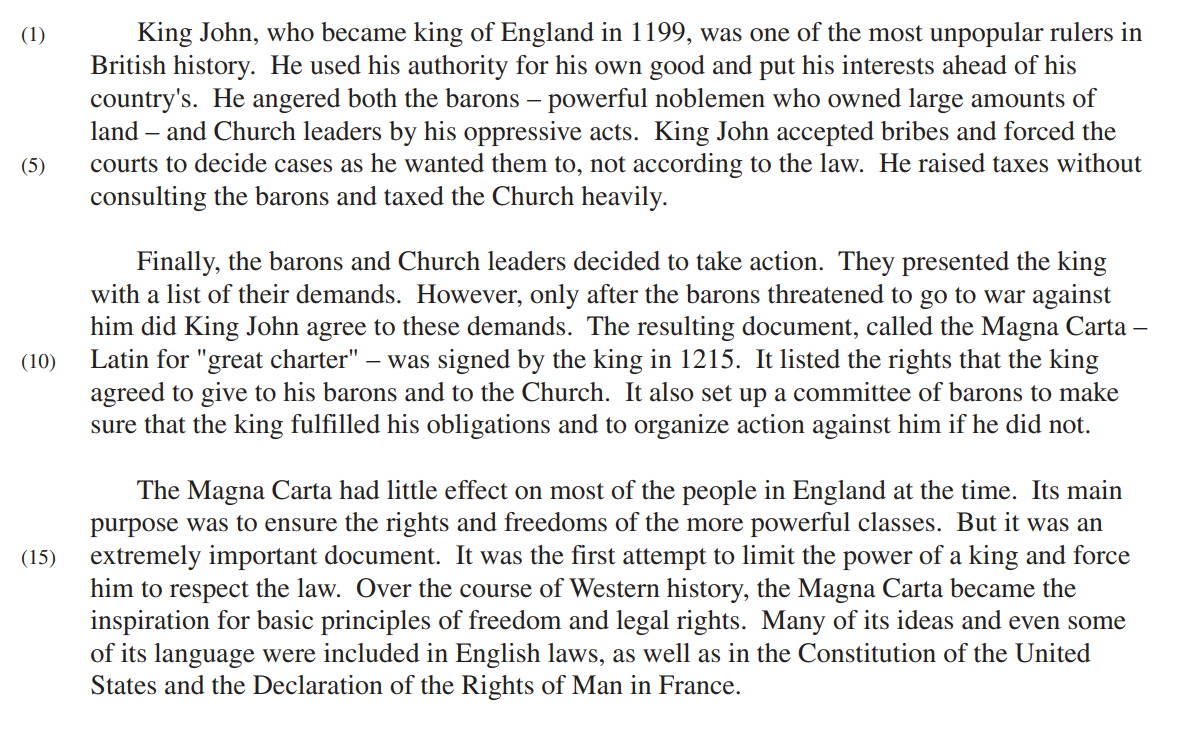 (1) King John, who became king of England in 1199, was one of the most unpopular rulers in
British history. He used his authority for his own good and put his interests ahead of his
country's. He angered both the barons – powerful noblemen who owned large amounts of
land – and Church leaders by his oppressive acts. King John accepted bribes and forced the
(5) courts to decide cases as he wanted them to, not according to the law. He raised taxes without
consulting the barons and taxed the Church heavily.
Finally, the barons and Church leaders decided to take action. They presented the king
with a list of their demands. However, only after the barons threatened to go to war against
him did King John agree to these demands. The resulting document, called the Magna Carta –
(10) Latin for "great charter" – was signed by the king in 1215. It listed the rights that the king
agreed to give to his barons and to the Church. It also set up a committee of barons to make
sure that the king fulfilled his obligations and to organize action against him if he did not.
The Magna Carta had little effect on most of the people in England at the time. Its main
purpose was to ensure the rights and freedoms of the more powerful classes. But it was an
(15) extremely important document. It was the first attempt to limit the power of a king and force
him to respect the law. Over the course of Western history, the Magna Carta became the
inspiration for basic principles of freedom and legal rights. Many of its ideas and even some
of its language were included in English laws, as well as in the Constitution of the United
States and the Declaration of the Rights of Man in France.